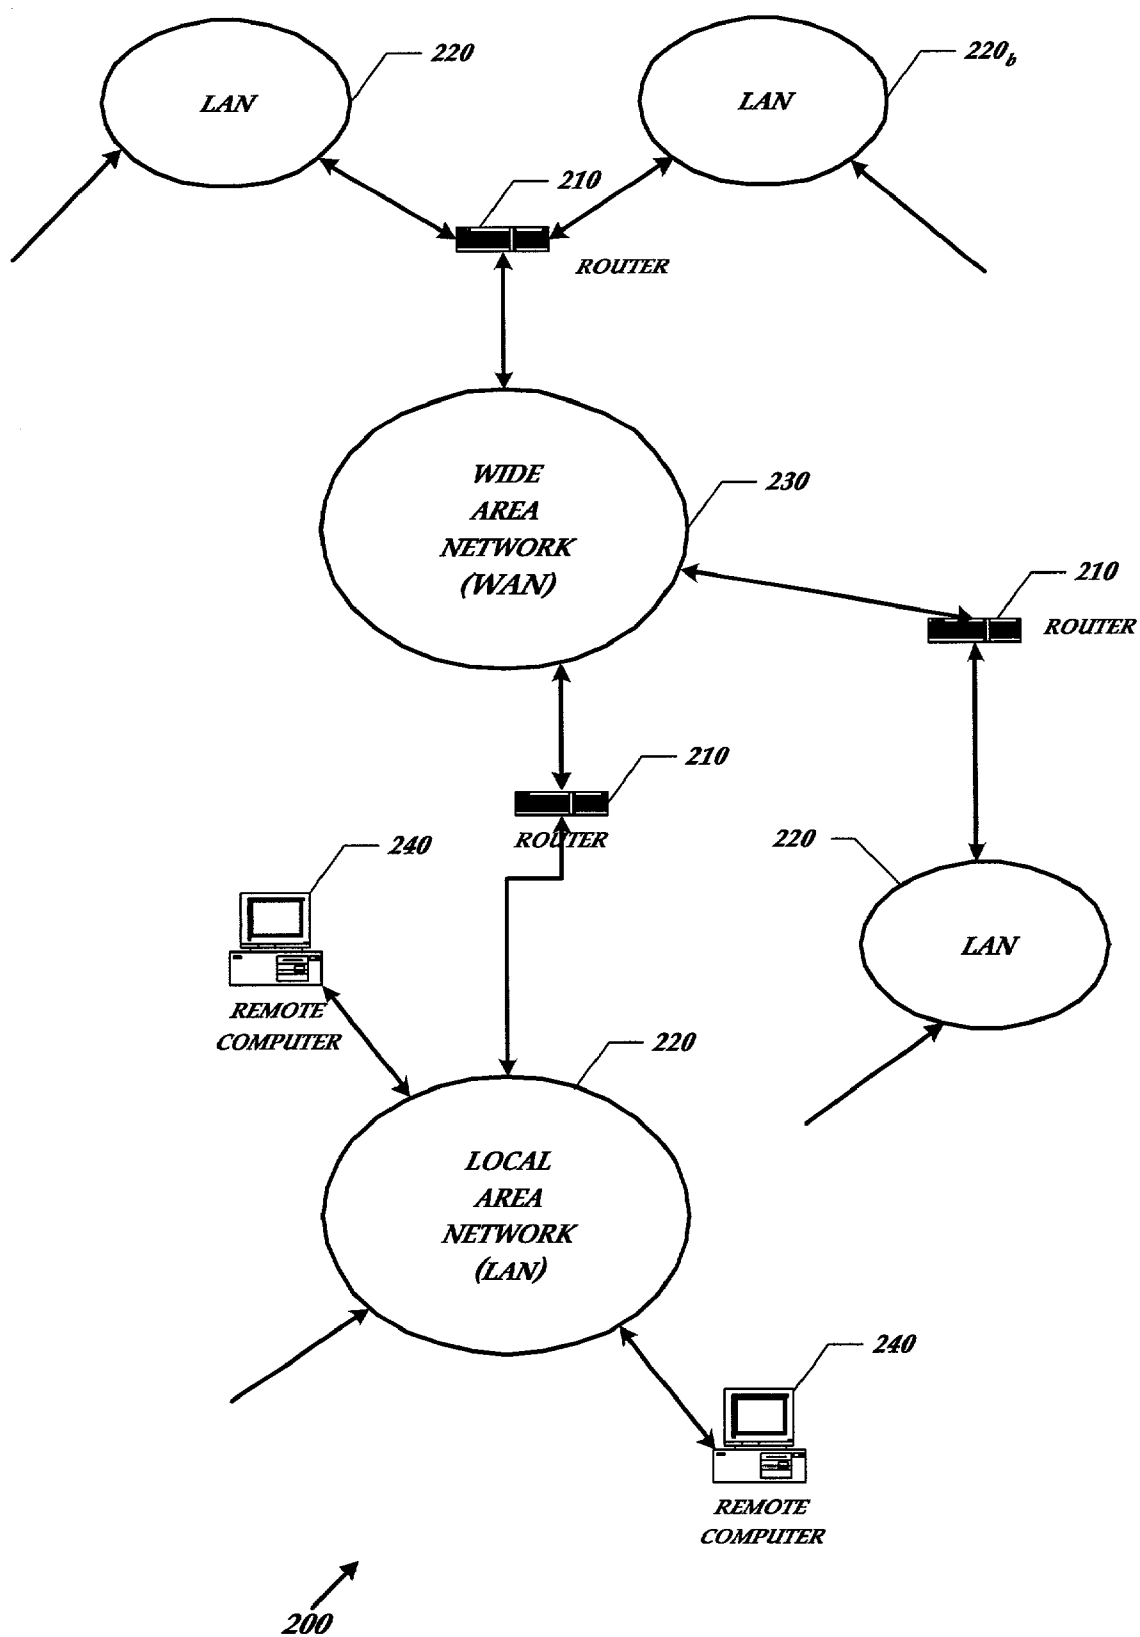 220
LAN
220b
LAN
210
ROUTER
WIDE
AREA
NETWORK
(WAN)
230
210
ROUTER
210
ROUTER
240
REMOTE
COMPUTER
220
LAN
220
LOCAL
AREA
NETWORK
(LAN)
240
REMOTE
COMPUTER
200